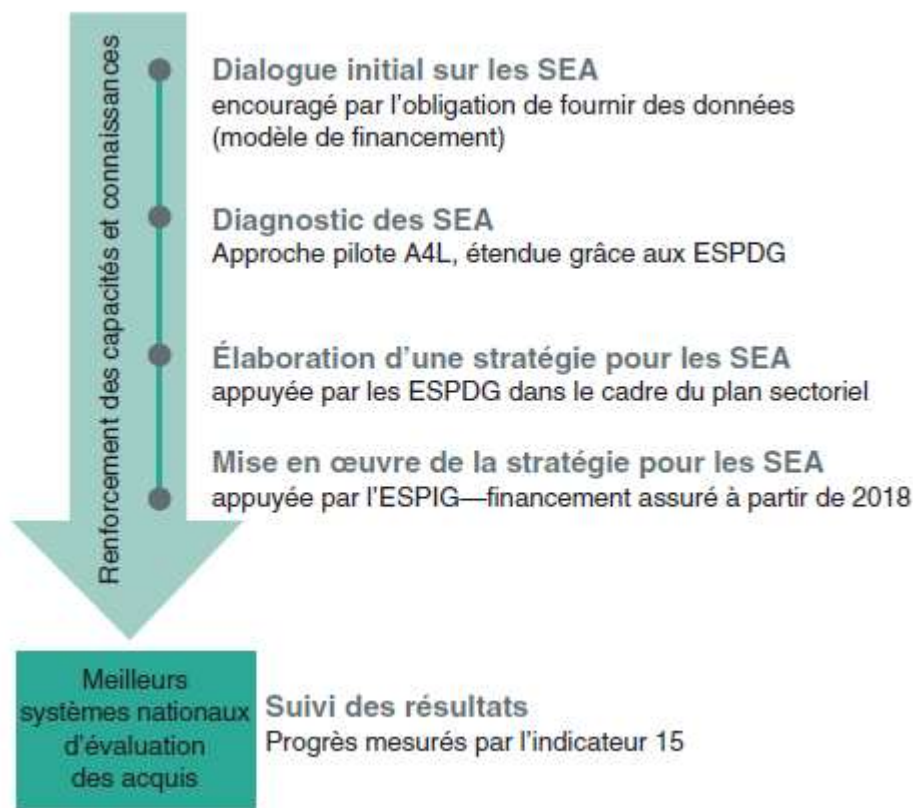 Renforcement des capacités et connaissances
Dialogue initial sur les SEA
encouragé par l’obligation de fournir des données
(modèle de financement)
Diagnostic des SEA
Approche pilote A4L, étendue grâce aux ESPDG
Élaboration d’une stratégie pour les SEA
appuyée par les ESPDG dans le cadre du plan sectoriel
Mise en œuvre de la stratégie pour les SEA
appuyée par l’ESPIG—financement assuré à partir de 2018
Meilleurs
systèmes nationaux
d’évaluation
des acquis
Suivi des résultats
Progrès mesurés par l’indicateur 15